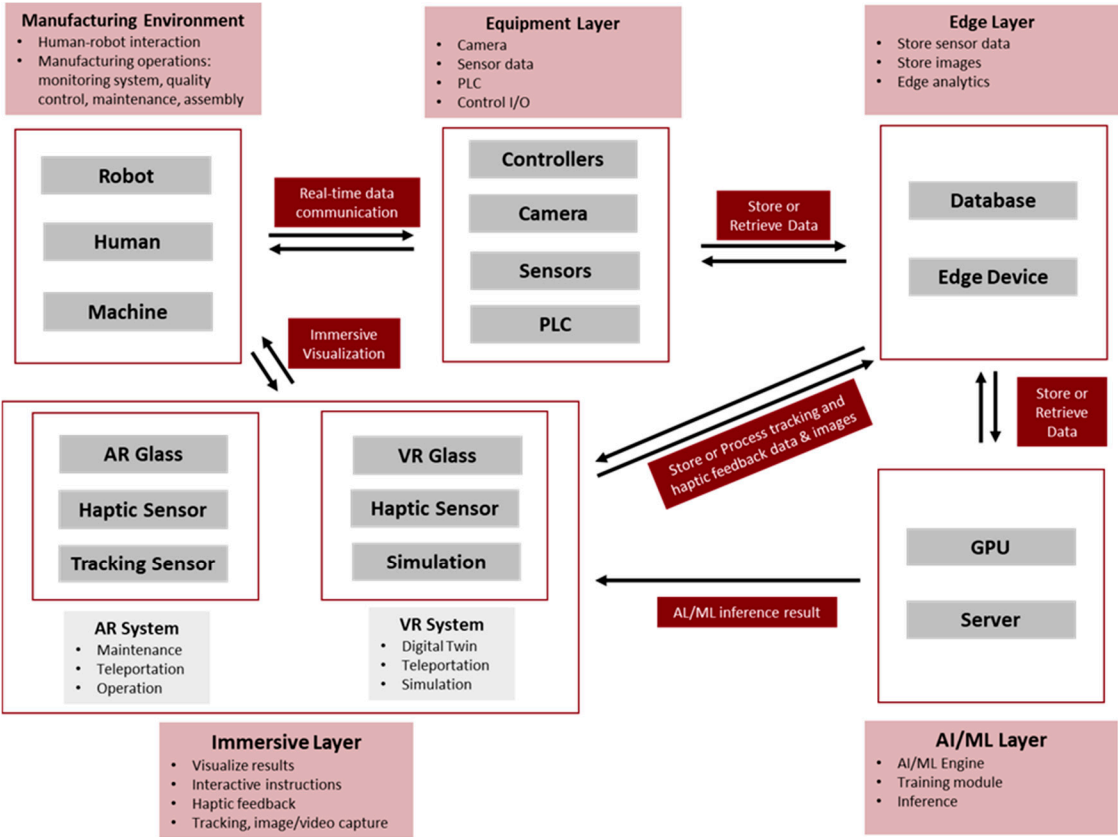 Manufacturing Environment
• Human-robot interaction
• Manufacturing operations:
monitoring system, quality
control, maintenance, assembly
Equipment Layer
• Camera
• Sensor data
• PLC
• Control I/O
Edge Layer
• Store sensor data
• Store images
• Edge analytics
Robot
Human
Machine
Real-time data
communication
Controllers
Camera
Sensors
PLC
Store or
Retrieve Data
Database
Edge Device
Immersive
Visualization
Store or Process tracking and
haptic feedback data & images
Store or
Retrieve
Data
AR Glass
Haptic Sensor
Tracking Sensor
VR Glass
Haptic Sensor
Simulation
AR System
• Maintenance
• Teleportation
• Operation
VR System
• Digital Twin
• Teleportation
• Simulation
AL/ML inference result
GPU
Server
Immersive Layer
• Visualize results
• Interactive instructions
• Haptic feedback
• Tracking, image/video capture
AI/ML Layer
• AI/ML Engine
• Training module
• Inference